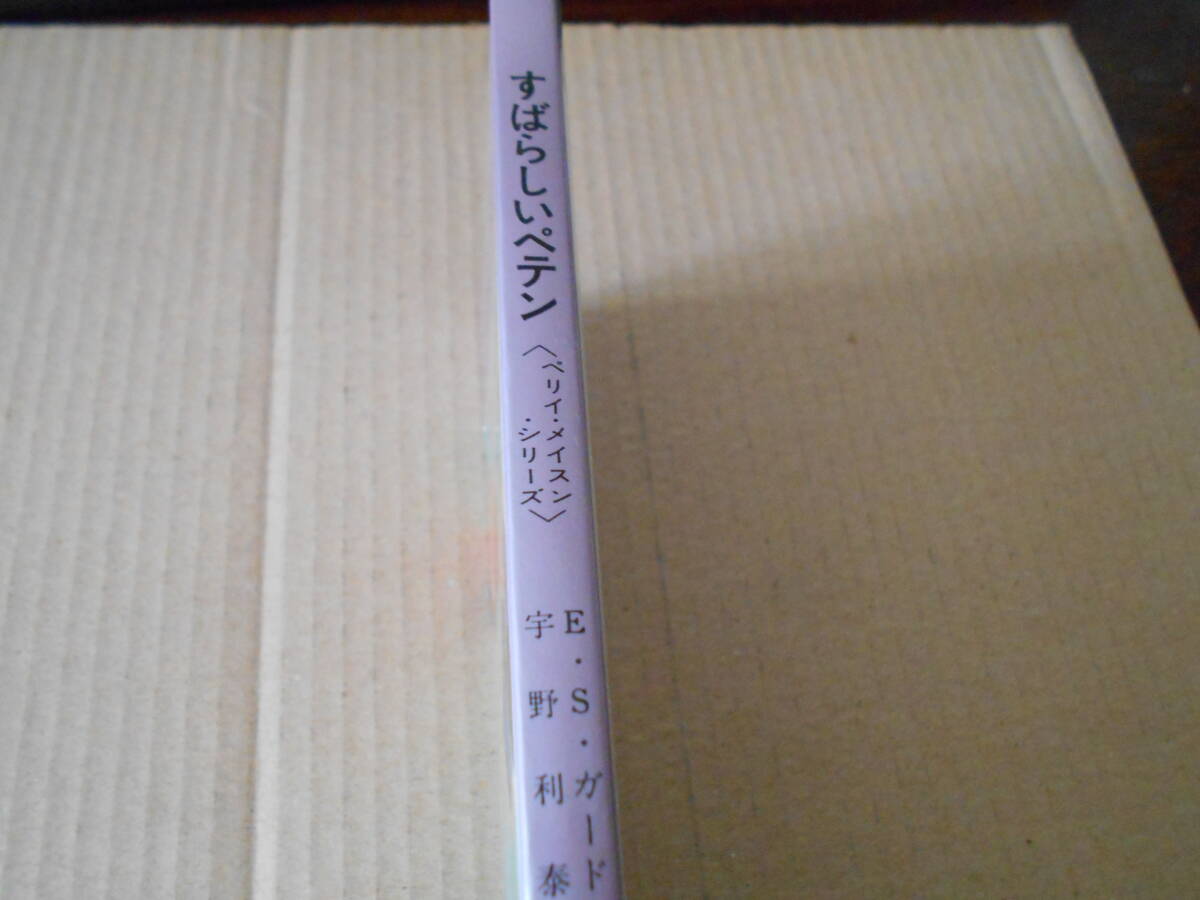 すばらしいペテン
〈ペリイ・メイスン
・シリーズ〉
E・S・ガード
宇野利泰